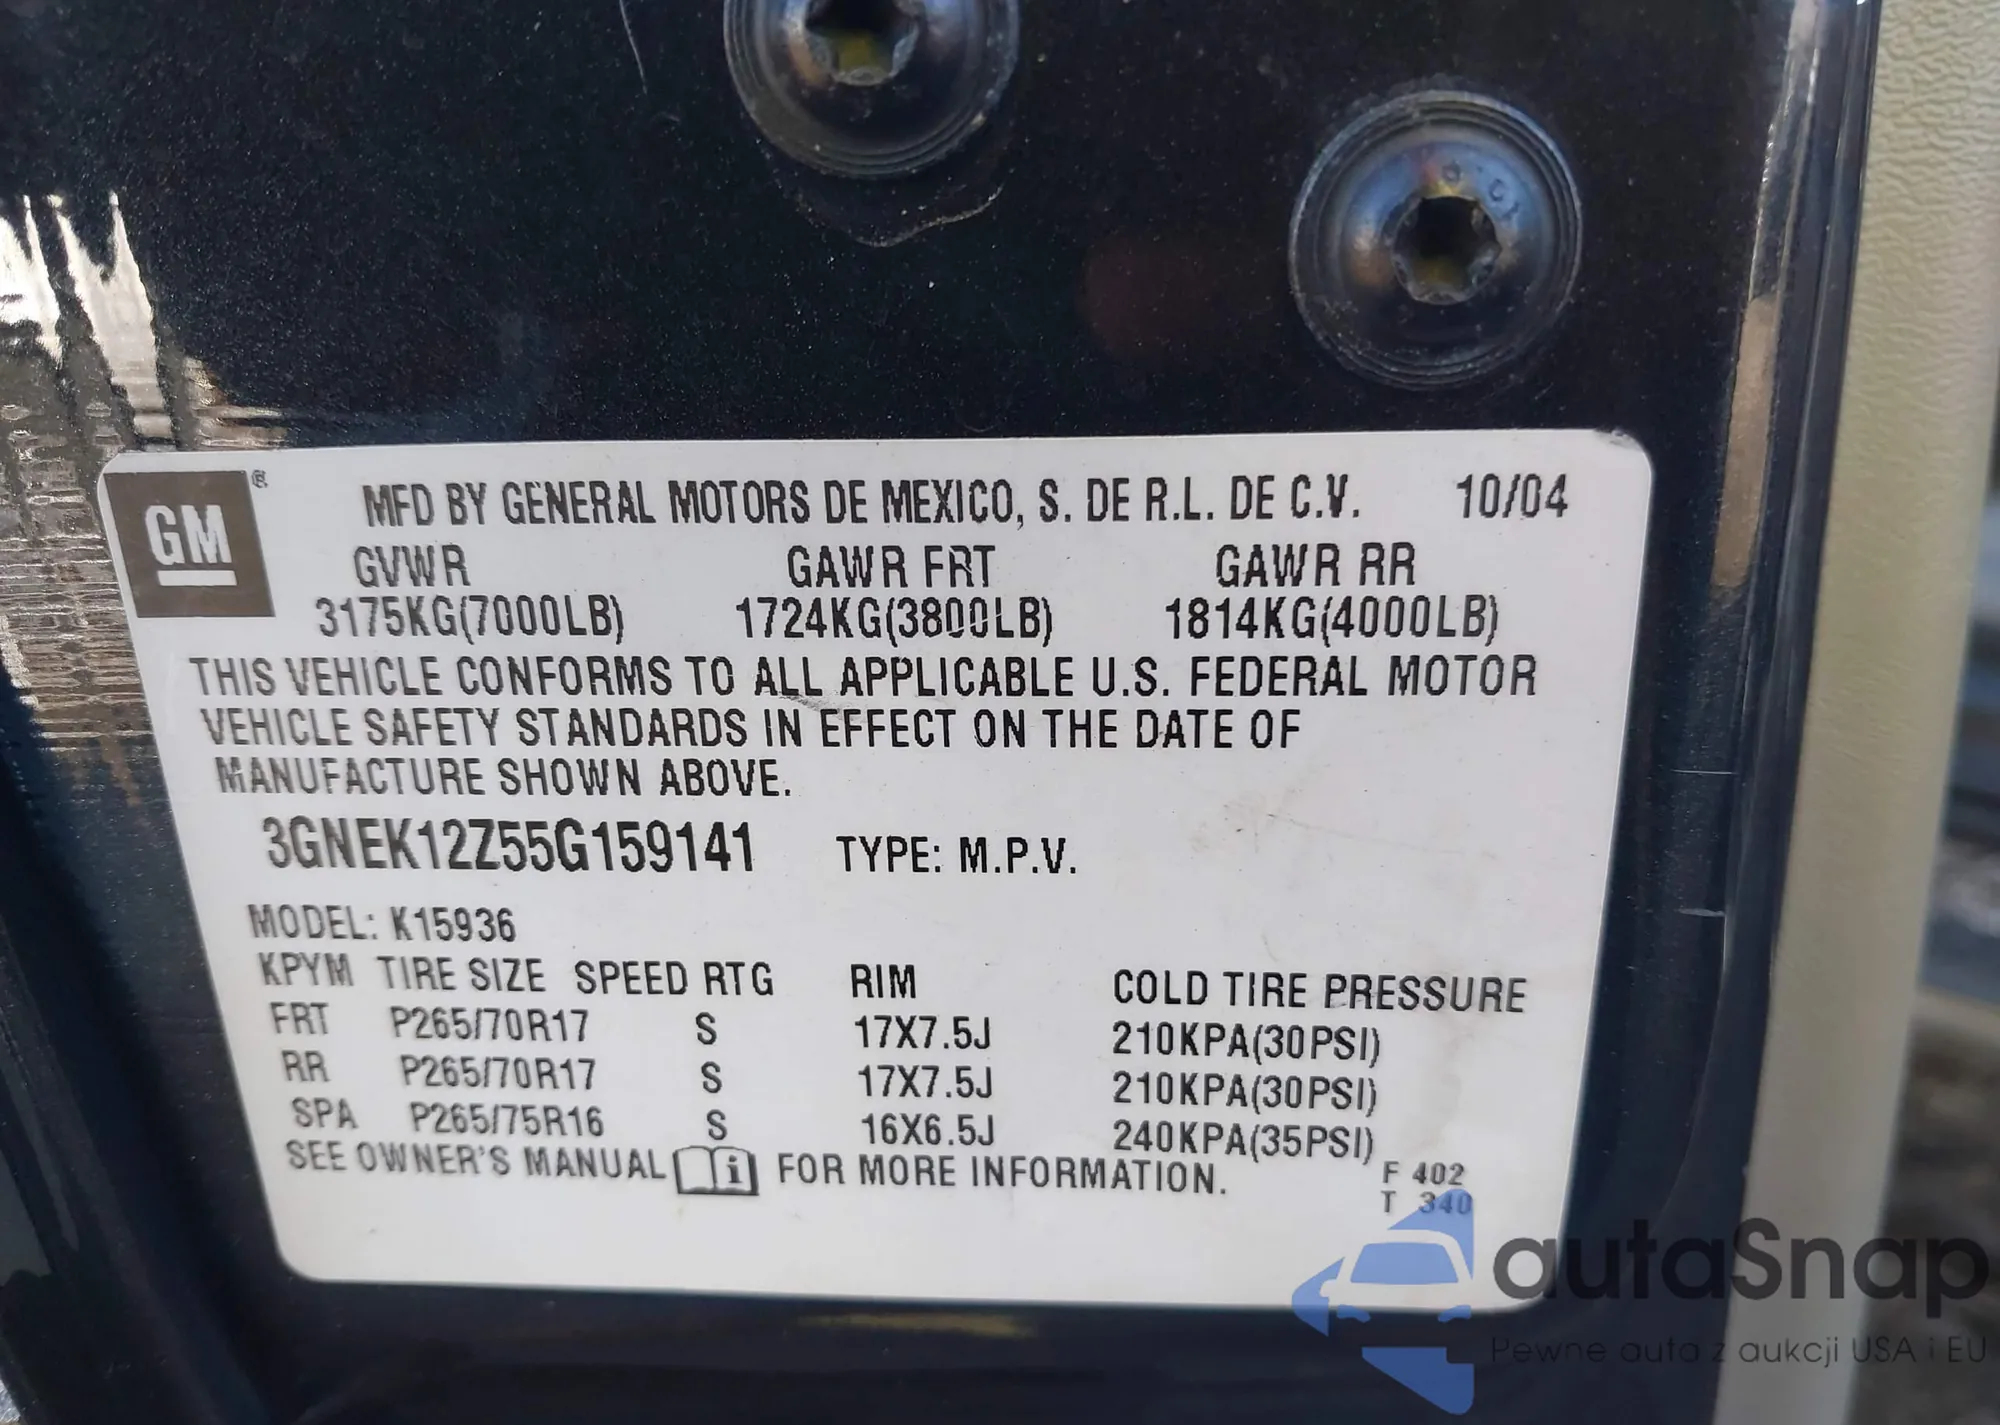 GM ®
MFD BY GENERAL MOTORS DE MEXICO, S. DE R.L. DE C.V. 10/04
GVWR GAWR FRT GAWR RR
3175KG(7000LB) 1724KG(3800LB) 1814KG(4000LB)
THIS VEHICLE CONFORMS TO ALL APPLICABLE U.S. FEDERAL MOTOR
VEHICLE SAFETY STANDARDS IN EFFECT ON THE DATE OF
MANUFACTURE SHOWN ABOVE.
3GNEK12Z55G159141 TYPE: M.P.V.
MODEL: K15936
KPYM TIRE SIZE SPEED RTG RIM COLD TIRE PRESSURE
FRT P265/70R17 S 17X7.5J 210KPA(30PSI)
RR P265/70R17 S 17X7.5J 210KPA(30PSI)
SPA P265/75R16 S 16X6.5J 240KPA(35PSI)
SEE OWNER'S MANUAL i FOR MORE INFORMATION.
F 402
T 340
autaSnap
Pewne auta z aukcji USA i EU